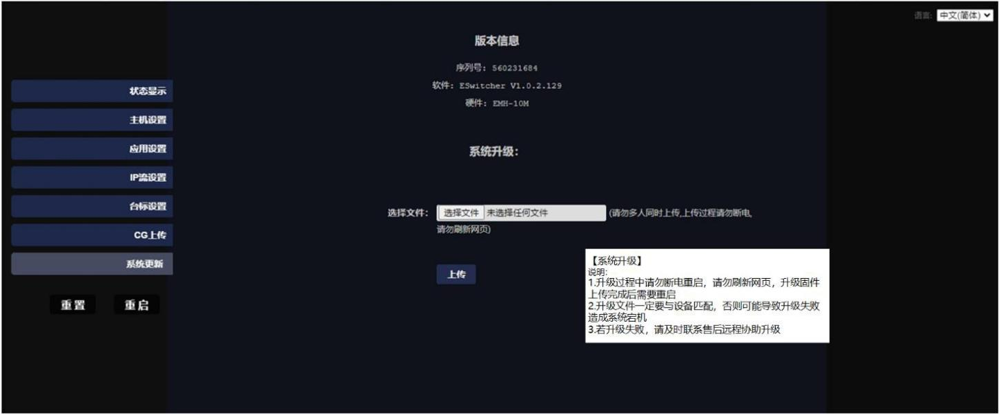 语言: 中文(简体)
版本信息
序列号: 560231684
软件: ESwitcher V1.0.2.129
硬件: EMH-10M
状态显示
主机设置
应用设置
IP流设置
台标设置
CG上传
系统更新
重置 重启
系统升级:
选择文件: 选择文件 未选择任何文件 (请勿多人同时上传,上传过程请勿断电,
请勿刷新网页)
上传
【系统升级】
说明:
1.升级过程中请勿断电重启，请勿刷新网页，升级固件
上传完成后需要重启
2.升级文件一定要与设备匹配，否则可能导致升级失败
造成系统宕机
3.若升级失败，请及时联系售后远程协助升级